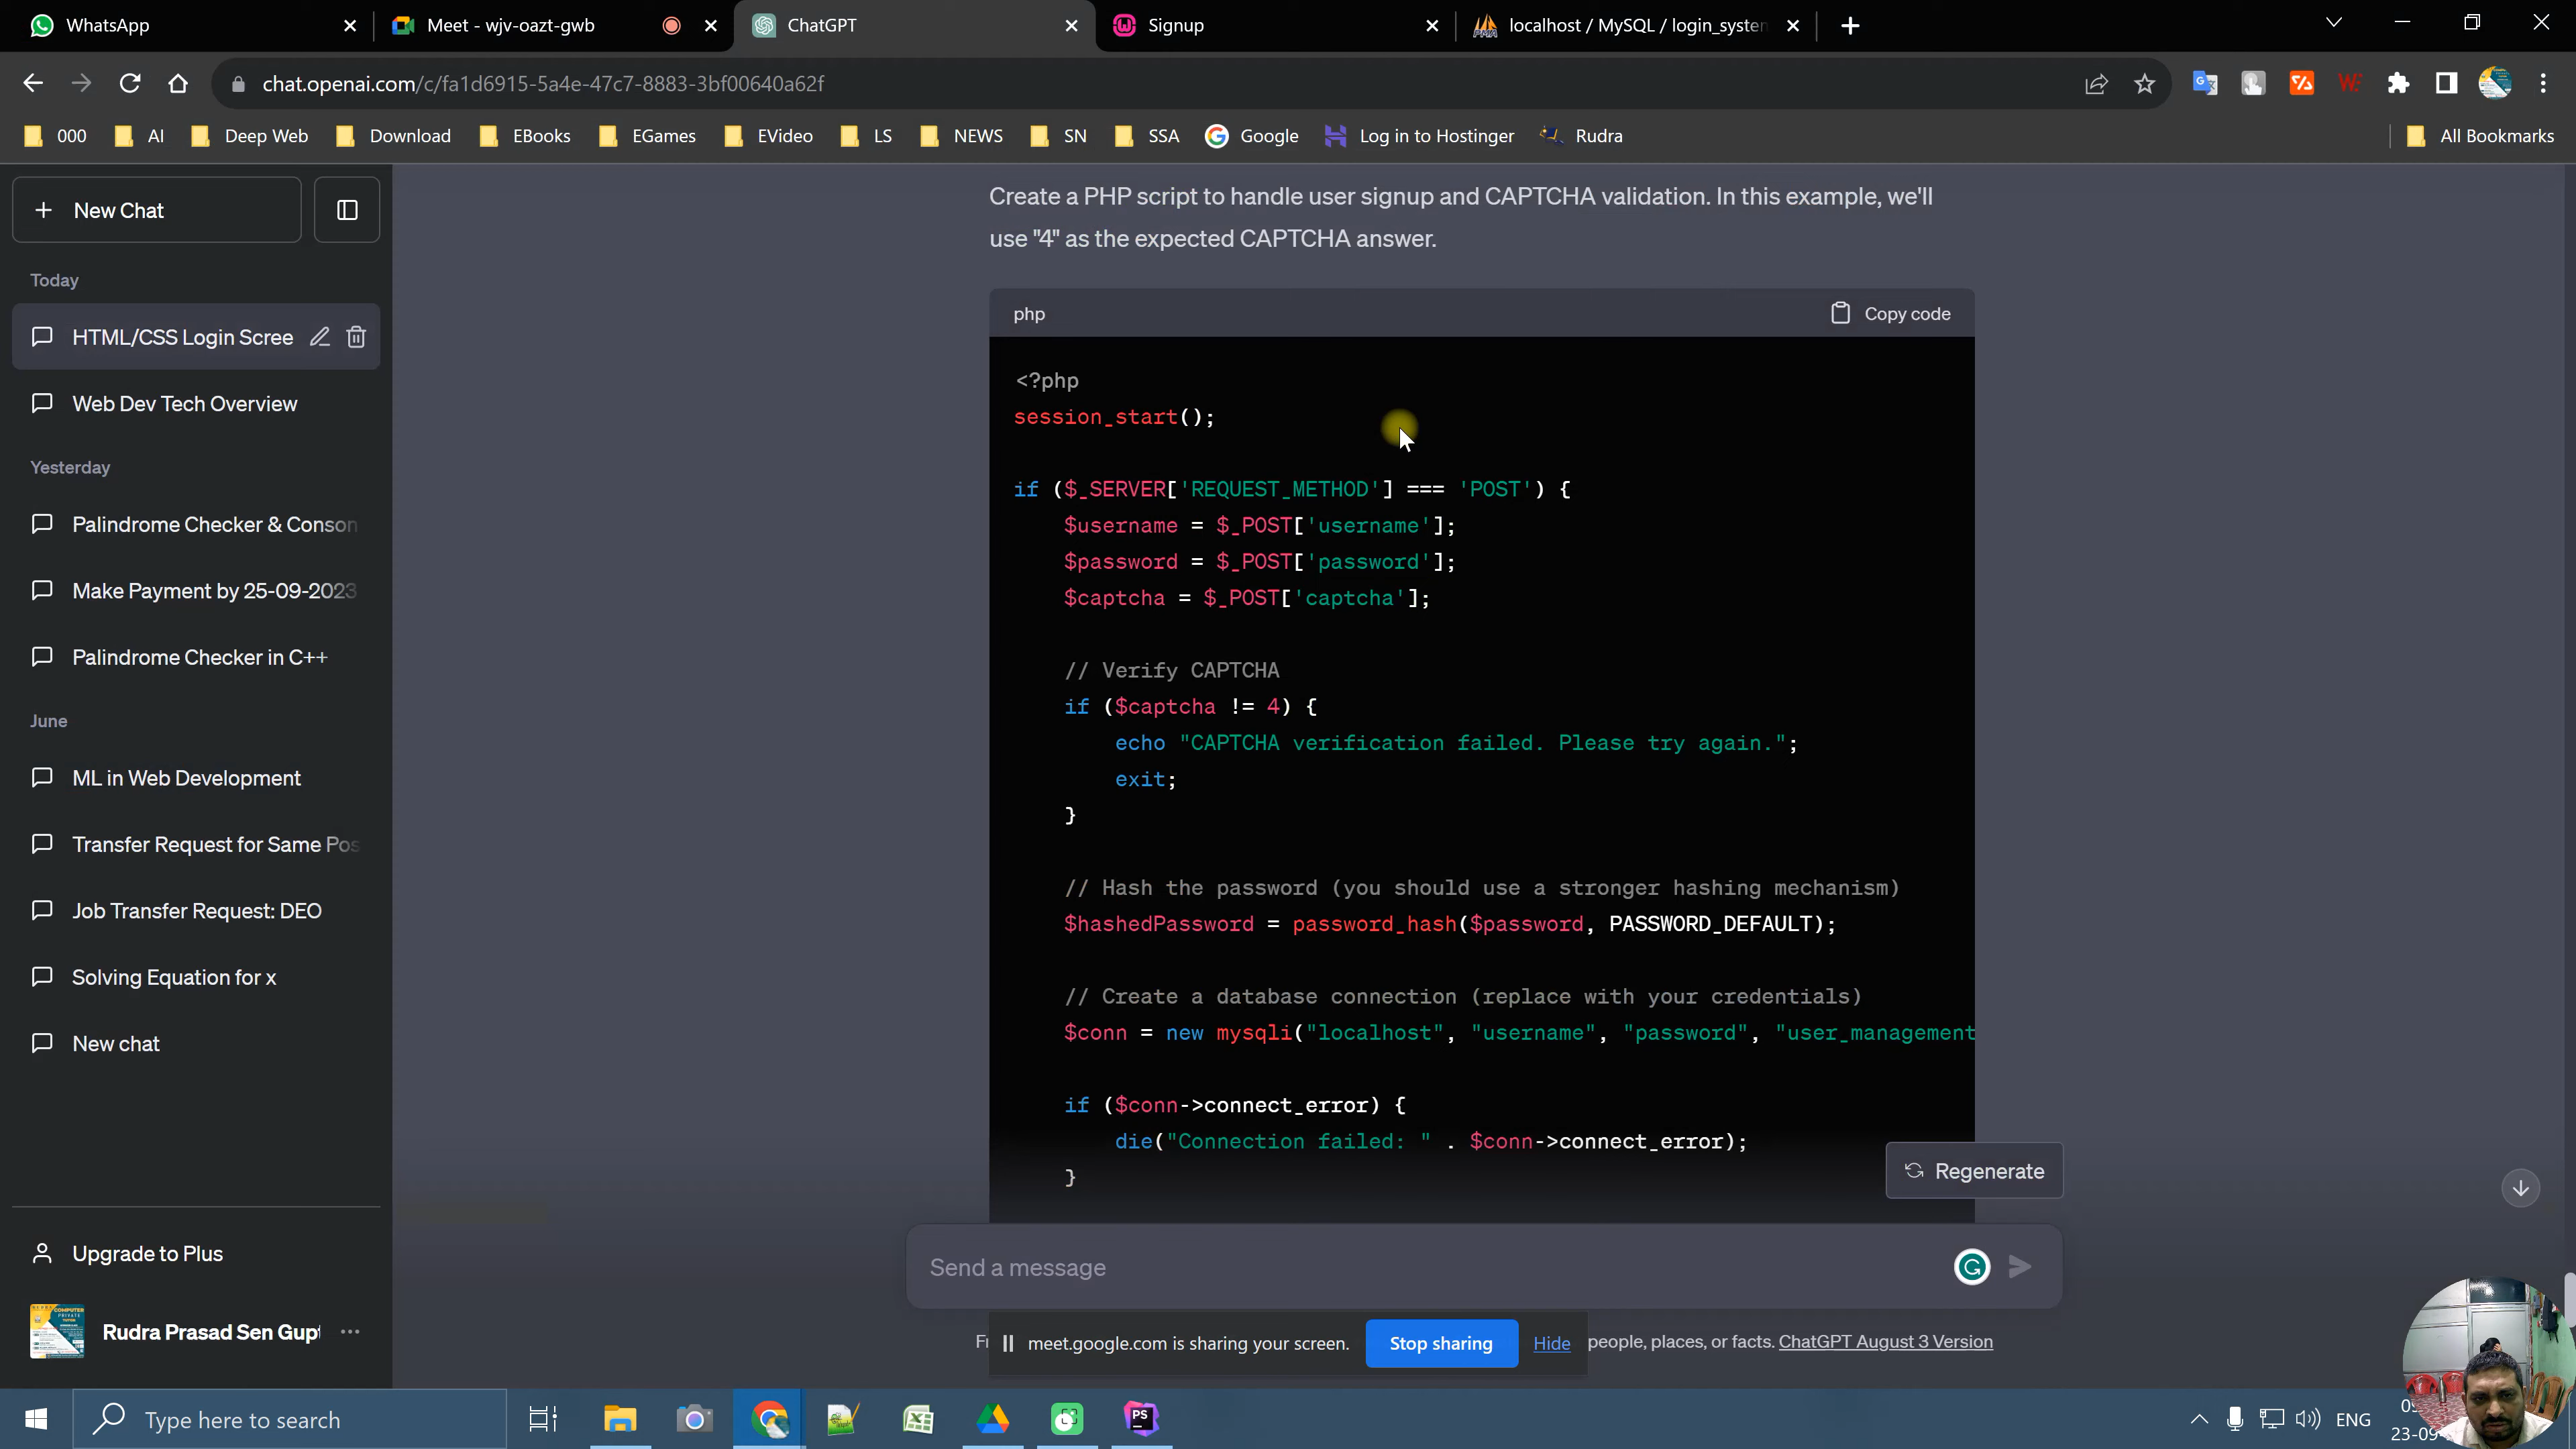 WhatsApp
Meet - wjv-oazt-gwb
ChatGPT
Signup
localhost / MySQL / login_system
chat.openai.com/c/fa1d6915-5a4e-47c7-8883-3bf00640a62f
000
AI
Deep Web
Download
EBooks
EGames
EVideo
LS
NEWS
SN
SSA
Google
Log in to Hostinger
Rudra
All Bookmarks
New Chat
Today
HTML/CSS Login Scree
Web Dev Tech Overview
Yesterday
Palindrome Checker & Conson
Make Payment by 25-09-2023
Palindrome Checker in C++
June
ML in Web Development
Transfer Request for Same Pos
Job Transfer Request: DEO
Solving Equation for x
New chat
Upgrade to Plus
Rudra Prasad Sen Gupt
Create a PHP script to handle user signup and CAPTCHA validation. In this example, we'll
use "4" as the expected CAPTCHA answer.
php
Copy code
<?php
session_start();
if ($_SERVER['REQUEST_METHOD'] === 'POST') {
$username = $_POST['username'];
$password = $_POST['password'];
$captcha = $_POST['captcha'];
// Verify CAPTCHA
if ($captcha != 4) {
echo "CAPTCHA verification failed. Please try again.";
exit;
}
// Hash the password (you should use a stronger hashing mechanism)
$hashedPassword = password_hash($password, PASSWORD_DEFAULT);
// Create a database connection (replace with your credentials)
$conn = new mysqli("localhost", "username", "password", "user_management
if ($conn->connect_error) {
die("Connection failed: " . $conn->connect_error);
}
Regenerate
Send a message
meet.google.com is sharing your screen.
Stop sharing
Hide
people, places, or facts. ChatGPT August 3 Version
Type here to search
PS
ENG
23-09